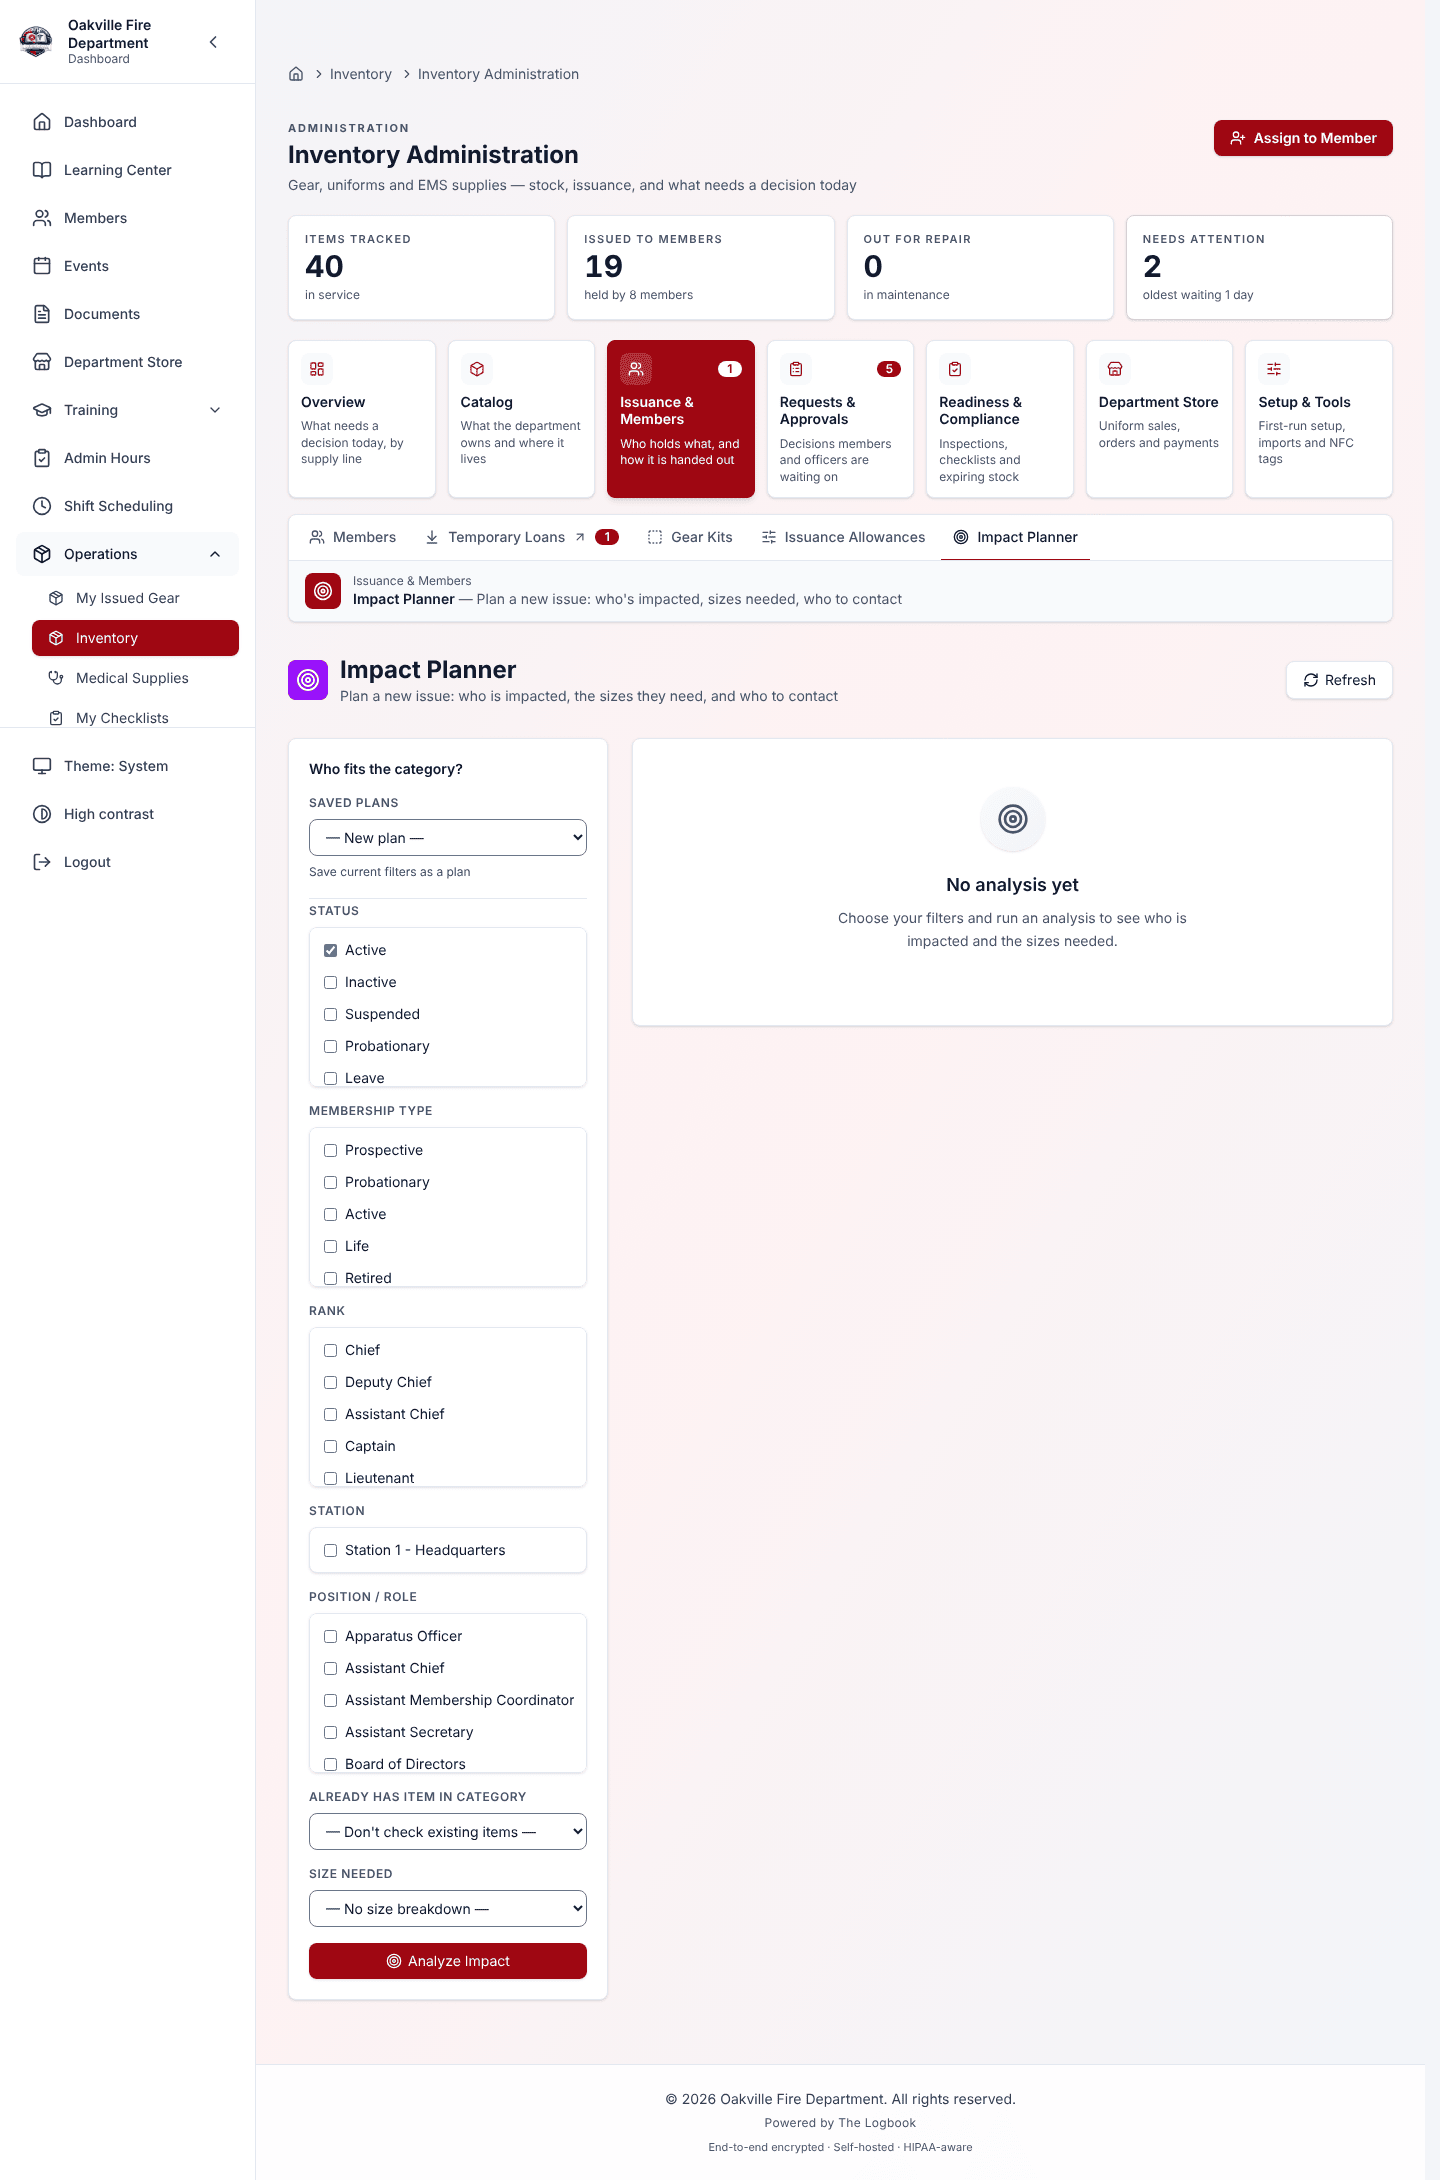 Oakville Fire
Department
Dashboard
Dashboard
Learning Center
Members
Events
Documents
Department Store
Training
Admin Hours
Shift Scheduling
Operations
My Issued Gear
Inventory
Medical Supplies
My Checklists
Theme: System
High contrast
Logout
Inventory
Inventory Administration
ADMINISTRATION
Inventory Administration
Gear, uniforms and EMS supplies — stock, issuance, and what needs a decision today
Assign to Member
ITEMS TRACKED
40
in service
ISSUED TO MEMBERS
19
held by 8 members
OUT FOR REPAIR
0
in maintenance
NEEDS ATTENTION
2
oldest waiting 1 day
Overview
What needs a
decision today, by
supply line
Catalog
What the department
owns and where it
lives
1
Issuance &
Members
Who holds what, and
how it is handed out
5
Requests &
Approvals
Decisions members
and officers are
waiting on
Readiness &
Compliance
Inspections,
checklists and
expiring stock
Department Store
Uniform sales,
orders and payments
Setup & Tools
First-run setup,
imports and NFC
tags
Members
Temporary Loans
1
Gear Kits
Issuance Allowances
Impact Planner
Issuance & Members
Impact Planner — Plan a new issue: who's impacted, sizes needed, who to contact
Impact Planner
Plan a new issue: who is impacted, the sizes they need, and who to contact
Refresh
Who fits the category?
SAVED PLANS
— New plan —
Save current filters as a plan
STATUS
Active
Inactive
Suspended
Probationary
Leave
MEMBERSHIP TYPE
Prospective
Probationary
Active
Life
Retired
RANK
Chief
Deputy Chief
Assistant Chief
Captain
Lieutenant
STATION
Station 1 - Headquarters
POSITION / ROLE
Apparatus Officer
Assistant Chief
Assistant Membership Coordinator
Assistant Secretary
Board of Directors
ALREADY HAS ITEM IN CATEGORY
— Don't check existing items —
SIZE NEEDED
— No size breakdown —
Analyze Impact
No analysis yet
Choose your filters and run an analysis to see who is
impacted and the sizes needed.
© 2026 Oakville Fire Department. All rights reserved.
Powered by The Logbook
End-to-end encrypted · Self-hosted · HIPAA-aware